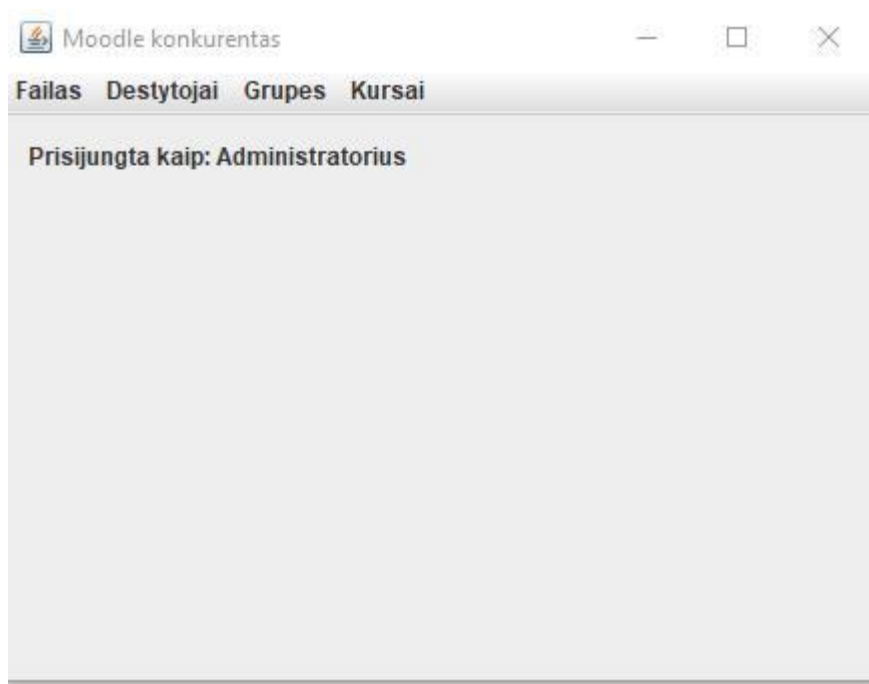 Moodle konkurentas
Failas Destytojai Grupes Kursai
Prisijungta kaip: Administratorius